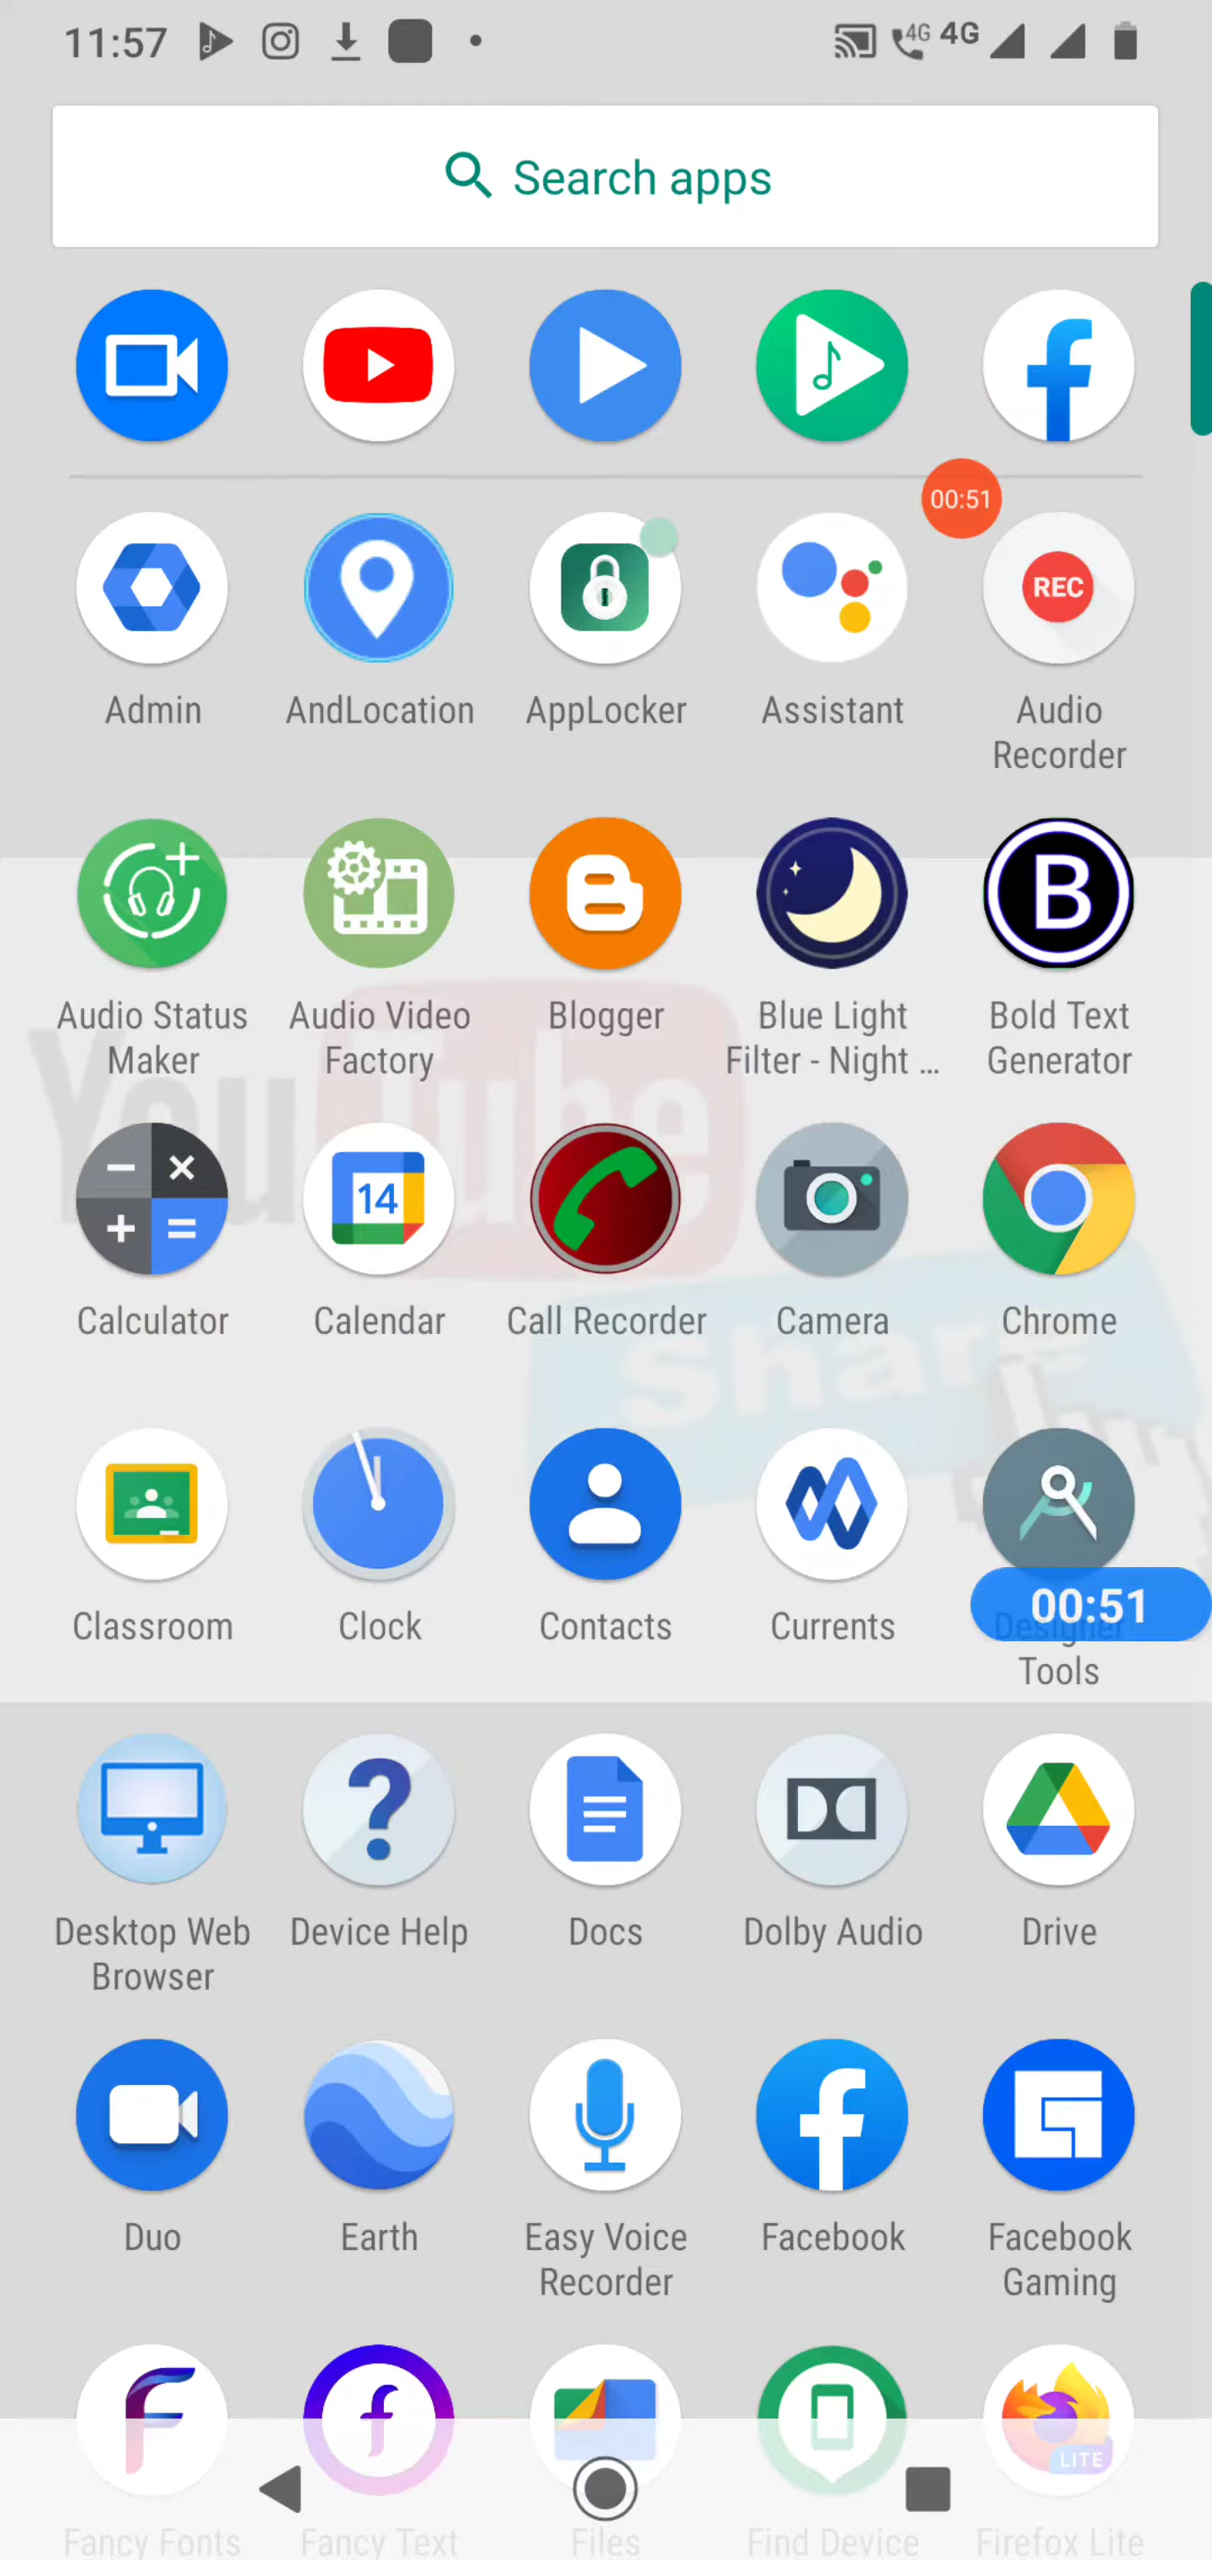 11:57
4G 4G
Search apps
00:51
REC
Admin AndLocation AppLocker Assistant Audio
Recorder
B
Audio Status Audio Video Blogger Blue Light Bold Text
Maker Factory Filter - Night ... Generator
YouTube
14
Calculator Calendar Call Recorder Camera Chrome
Share
00:51
Classroom Clock Contacts Currents Designer
Tools
Desktop Web Device Help Docs Dolby Audio Drive
Browser
Duo Earth Easy Voice Facebook Facebook
Recorder Gaming
LITE
Fancy Fonts Fancy Text Files Find Device Firefox Lite